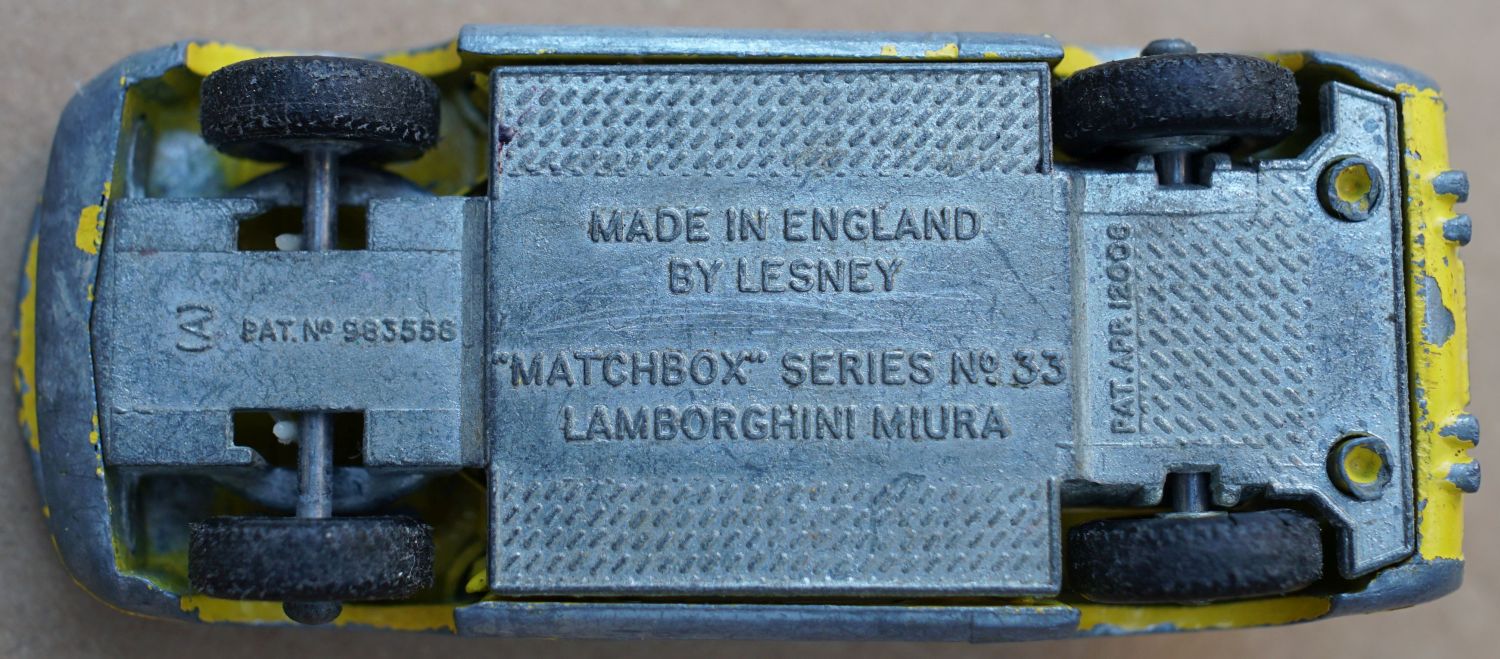 (A) PAT. Nº 983556
MADE IN ENGLAND
BY LESNEY
"MATCHBOX" SERIES Nº 33
LAMBORGHINI MIURA
PAT. APP. 12006